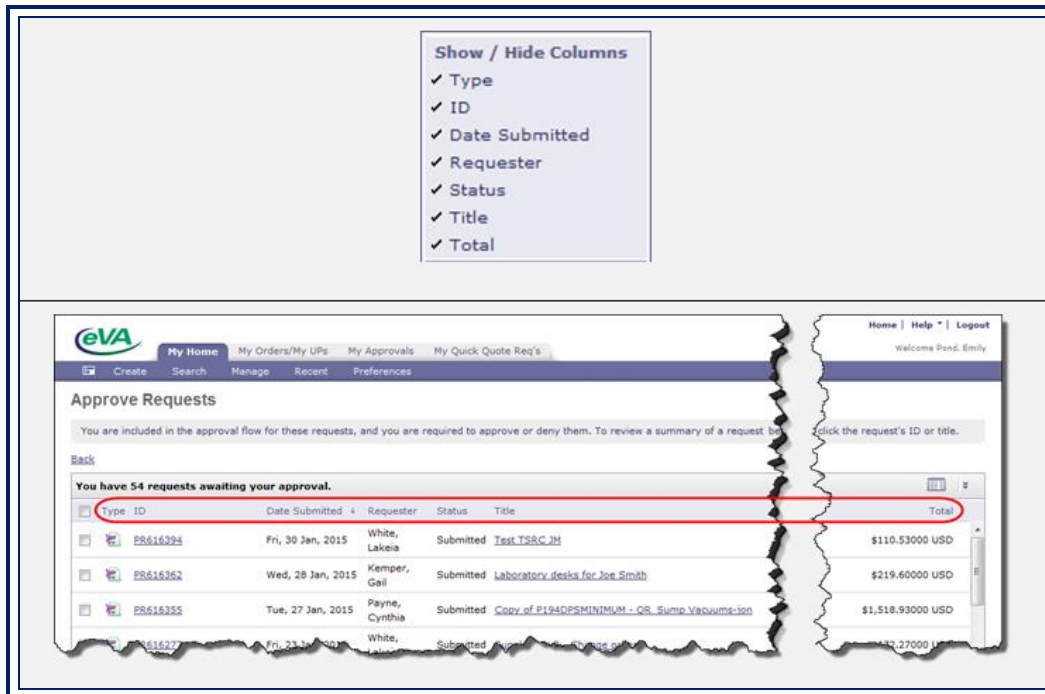 Show / Hide Columns
✓ Type
✓ ID
✓ Date Submitted
✓ Requester
✓ Status
✓ Title
✓ Total
eVA
Home | Help | Logout
My Home My Orders/My UPs My Approvals My Quick Quote Req's
Welcome Pond, Emily
Create Search Manage Recent Preferences
Approve Requests
You are included in the approval flow for these requests, and you are required to approve or deny them. To review a summary of a request click the request's ID or title.
Back
You have 54 requests awaiting your approval.
Type ID Date Submitted ↓ Requester Status Title Total
PR616394 Fri, 30 Jan, 2015 White, Lakeia Submitted Test TSRC JM $110.53000 USD
PR616362 Wed, 28 Jan, 2015 Kemper, Gail Submitted Laboratory desks for Joe Smith $219.60000 USD
PR616355 Tue, 27 Jan, 2015 Payne, Cynthia Submitted Copy of P194DPSMINIMUM - QR Sump Vacuums-jon $1,518.93000 USD
White, Submitted